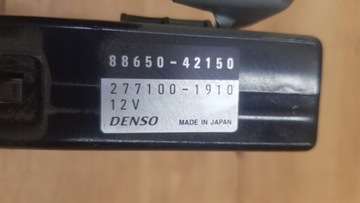 88650-42150
277100-1910
12V
DENSO MADE IN JAPAN